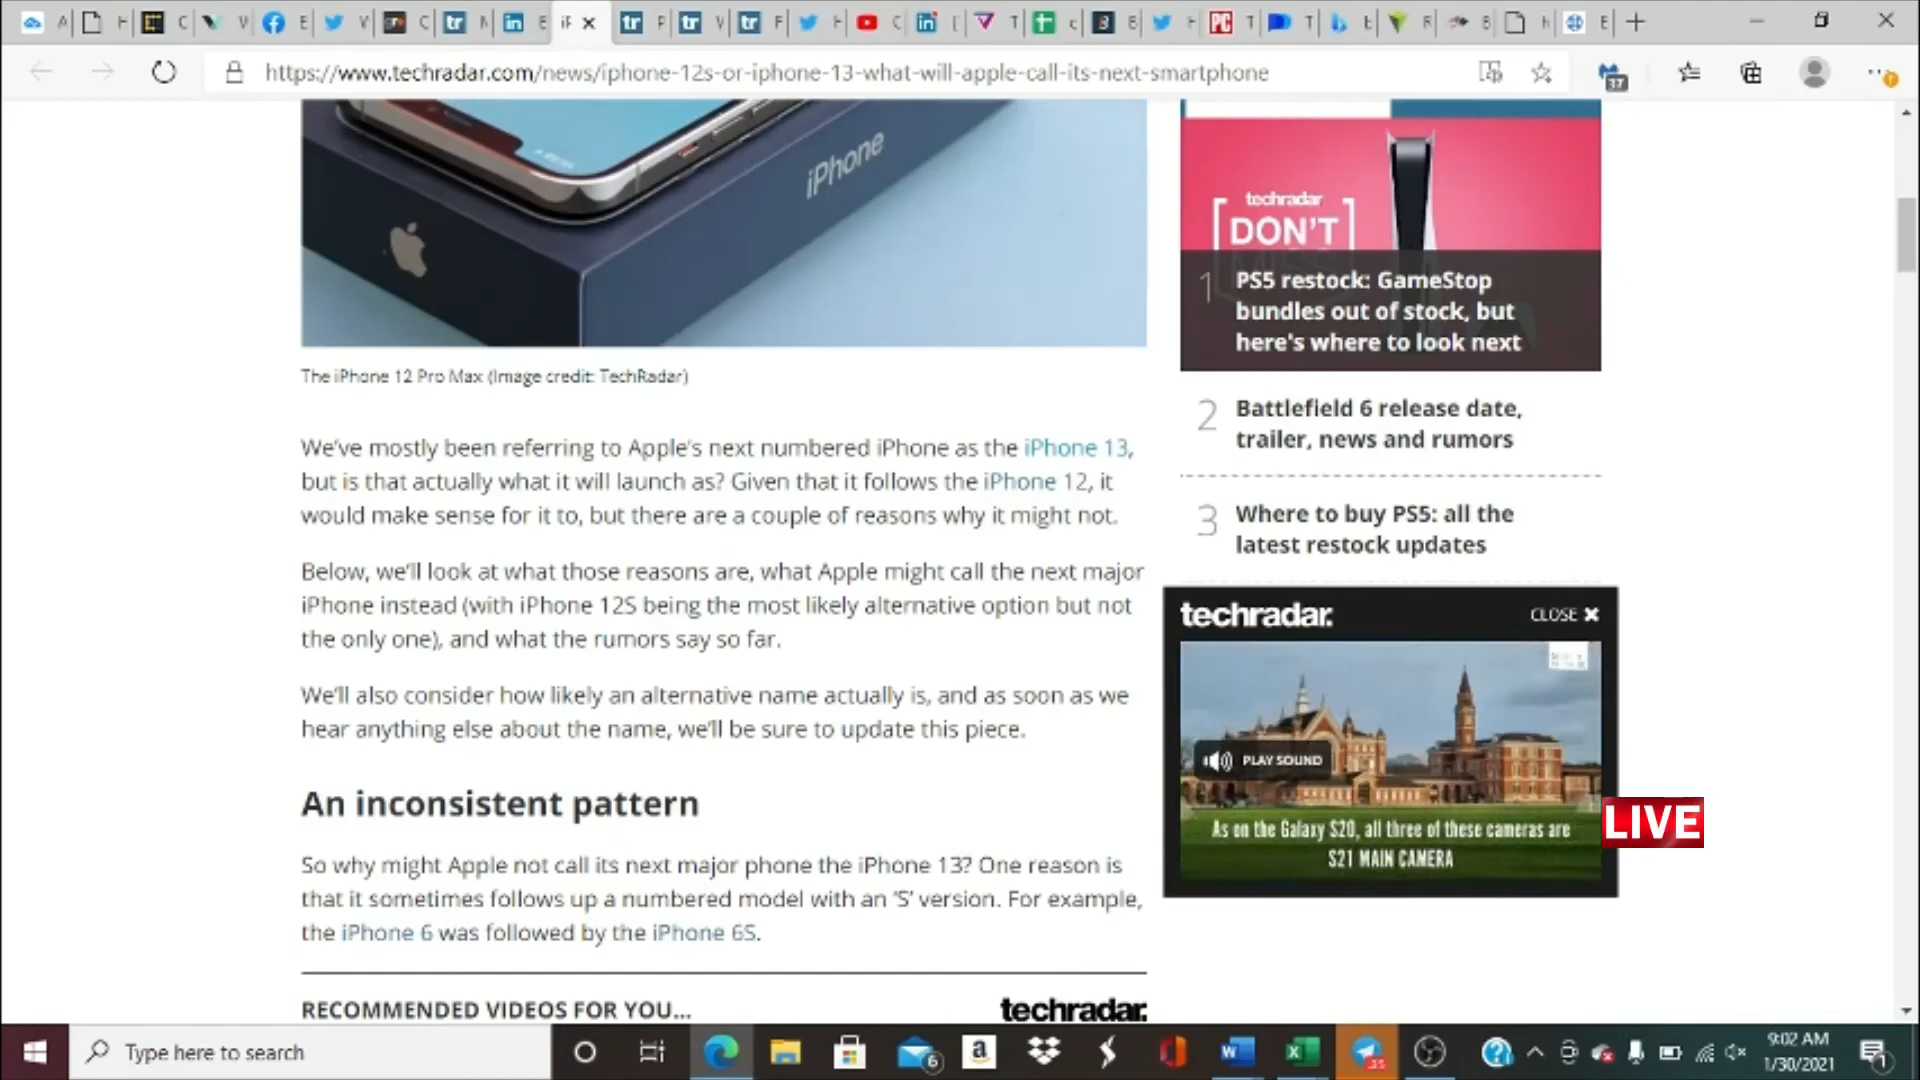 https://www.techradar.com/news/iphone-12s-or-iphone-13-what-will-apple-call-its-next-smartphone
37
iPhone
The iPhone 12 Pro Max (Image credit: TechRadar)
We've mostly been referring to Apple's next numbered iPhone as the iPhone 13,
but is that actually what it will launch as? Given that it follows the iPhone 12, it
would make sense for it to, but there are a couple of reasons why it might not.
Below, we'll look at what those reasons are, what Apple might call the next major
iPhone instead (with iPhone 12S being the most likely alternative option but not
the only one), and what the rumors say so far.
We'll also consider how likely an alternative name actually is, and as soon as we
hear anything else about the name, we'll be sure to update this piece.
An inconsistent pattern
So why might Apple not call its next major phone the iPhone 13? One reason is
that it sometimes follows up a numbered model with an 'S' version. For example,
the iPhone 6 was followed by the iPhone 6S.
RECOMMENDED VIDEOS FOR YOU...
techradar.
techradar
DON'T
1
PS5 restock: GameStop
bundles out of stock, but
here's where to look next
2
Battlefield 6 release date,
trailer, news and rumors
3
Where to buy PS5: all the
latest restock updates
techradar.
CLOSE
PLAY SOUND
As on the Galaxy S20, all three of these cameras are
S21 MAIN CAMERA
LIVE
Type here to search
6
9:02 AM
1/30/2021
1